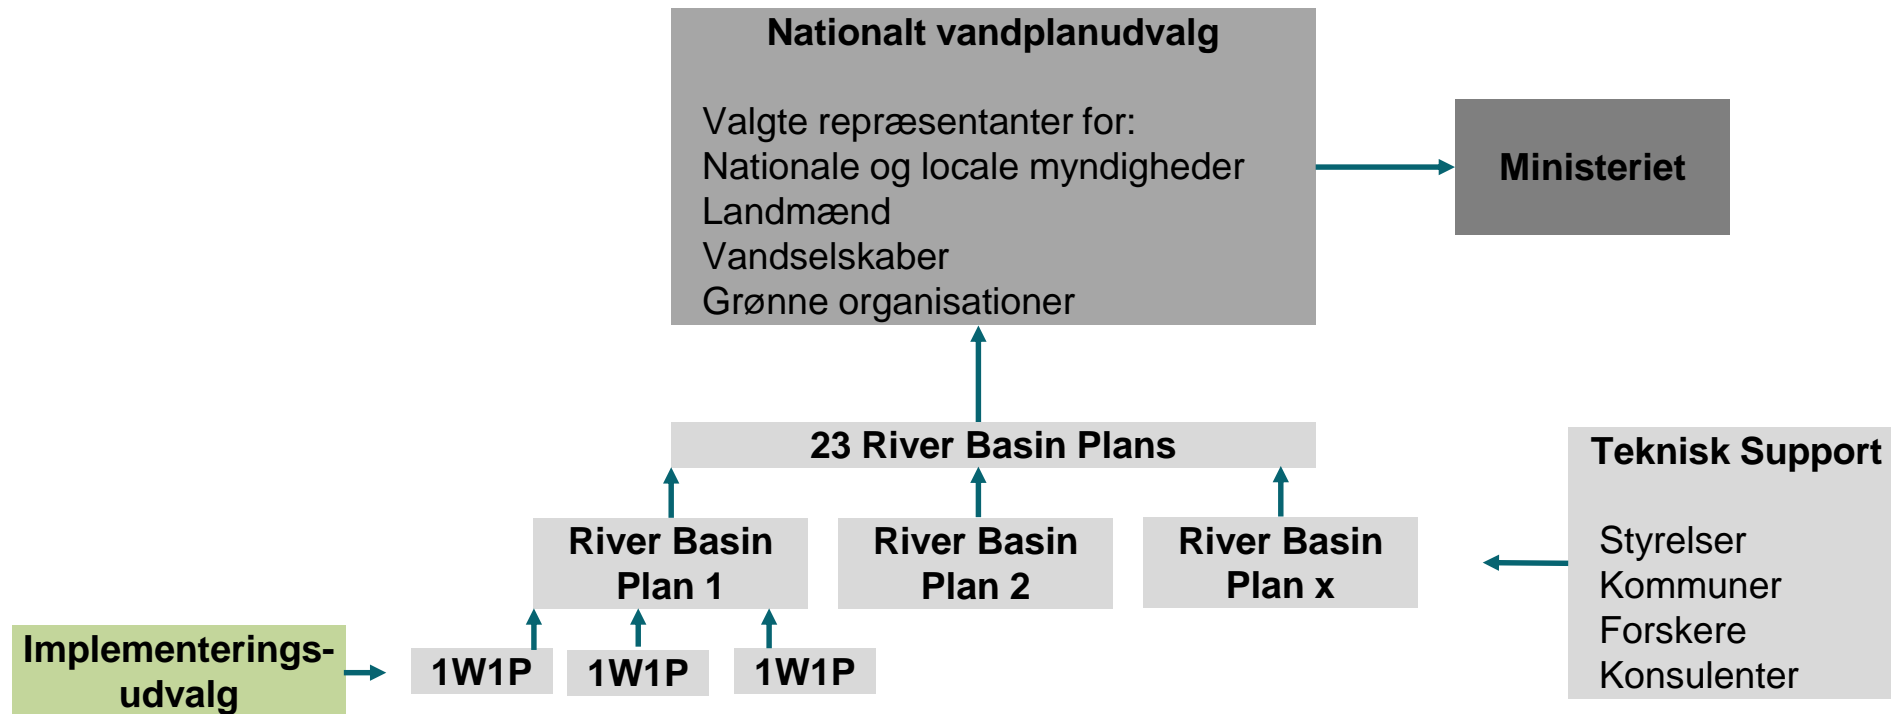 Nationalt vandplanudvalg
Valgte repræsentanter for:
Nationale og locale myndigheder
Landmænd
Vandselskaber
Grønne organisationer
Ministeriet
23 River Basin Plans
River Basin
Plan 1
River Basin
Plan 2
River Basin
Plan x
Teknisk Support
Styrelser
Kommuner
Forskere
Konsulenter
Implementerings-
udvalg
1W1P
1W1P
1W1P